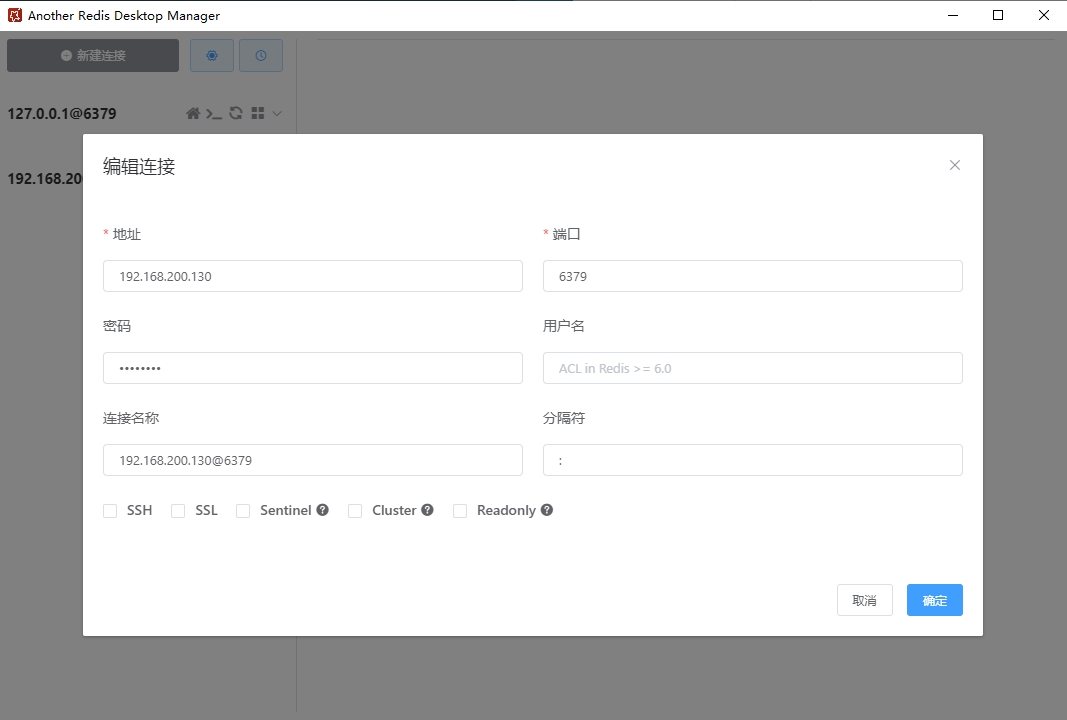 Another Redis Desktop Manager
新建连接
127.0.0.1@6379
192.168.20
编辑连接
* 地址
* 端口
192.168.200.130
6379
密码
用户名
••••••••
ACL in Redis >= 6.0
连接名称
分隔符
192.168.200.130@6379
:
SSH SSL Sentinel ? Cluster ? Readonly ?
取消
确定